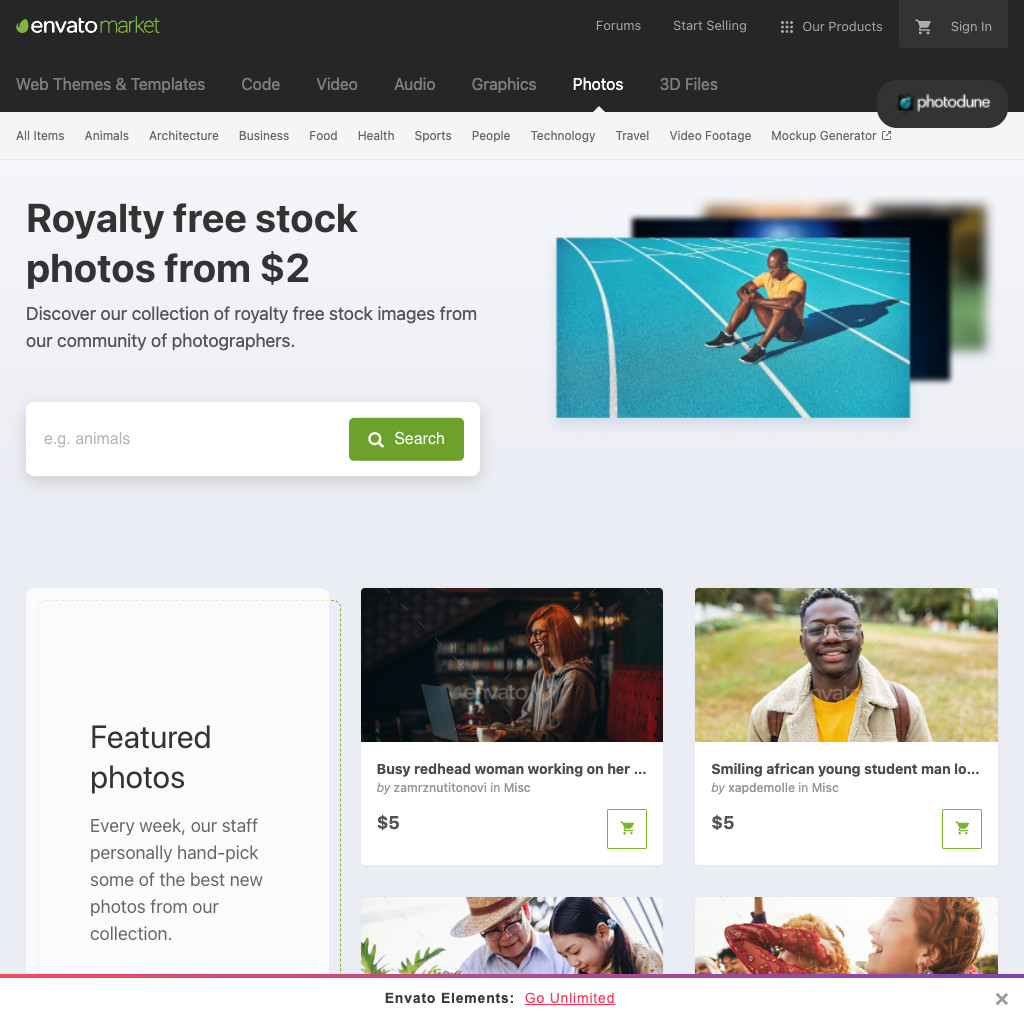 envato market
Forums
Start Selling
Our Products
Sign In
Web Themes & Templates
Code
Video
Audio
Graphics
Photos
3D Files
photodune
All Items
Animals
Architecture
Business
Food
Health
Sports
People
Technology
Travel
Video Footage
Mockup Generator
Royalty free stock
photos from $2
Discover our collection of royalty free stock images from
our community of photographers.
e.g. animals
Search
Featured
photos
Every week, our staff
personally hand-pick
some of the best new
photos from our
collection.
envato
Busy redhead woman working on her ...
by zamrznutitonovi in Misc
$5
envato
Smiling african young student man lo...
by xapdemolle in Misc
$5
Envato Elements: Go Unlimited